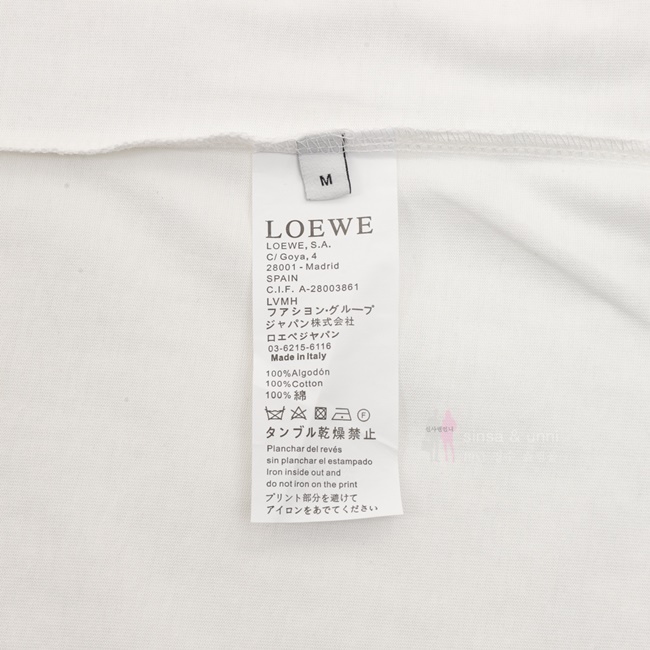 M
LOEWE
LOEWE, S.A.
C/ Goya, 4
28001 - Madrid
SPAIN
C.I.F. A-28003861
LVMH
ファシヨン・グループ
ジャパン株式会社
ロエベジャパン
03-6215-6116
Made in Italy
100%Algodón
100%Cotton
100% 綿
F
タンブル乾燥禁止
Planchar del revés
sin planchar el estampado
Iron inside out and
do not iron on the print
プリント部分を避けて
アイロンをあでてください
sinsa & unni